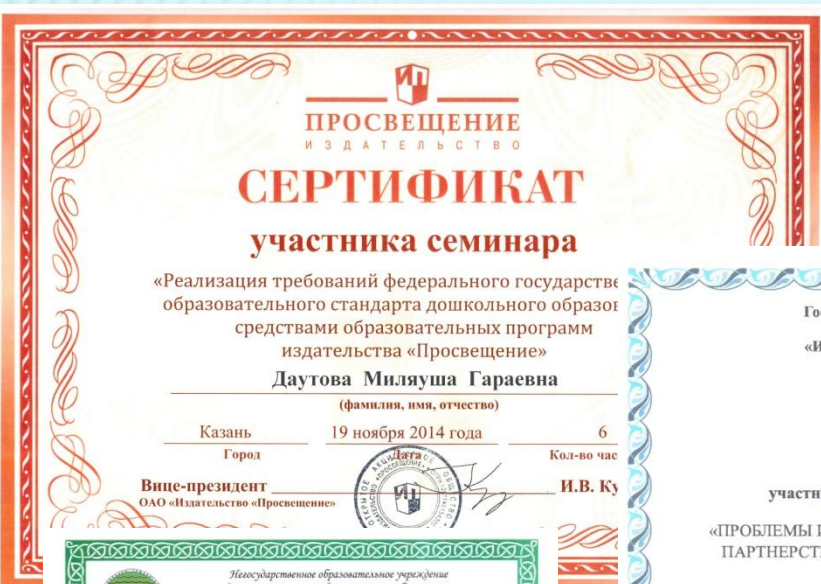 ПРОСВЕЩЕНИЕ
ИЗДАТЕЛЬСТВО
СЕРТИФИКАТ
участника семинара
«Реализация требований федерального государстве
образовательного стандарта дошкольного образов
средствами образовательных программ
издательства «Просвещение»
Даутова Миляуша Гараевна
(фамилия, имя, отчество)
Казань 19 ноября 2014 года 6
Город Дата Кол-во час
Вице-президент И.В. Ку
ОАО «Издательство «Просвещение»
Негосударственное образовательное учреждение
Го
«И
участн
«ПРОБЛЕМЫ И
ПАРТНЕРСТ